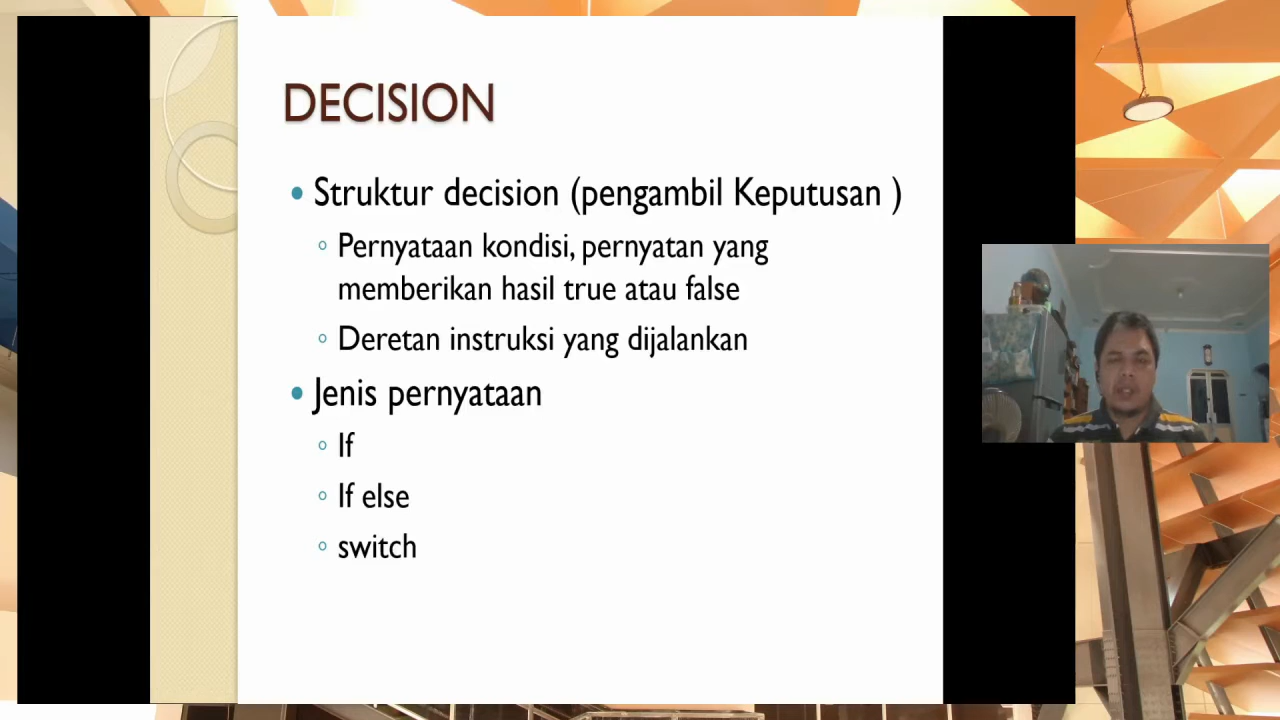 DECISION
Struktur decision (pengambil Keputusan )
Pernyataan kondisi, pernyatan yang
memberikan hasil true atau false
Deretan instruksi yang dijalankan
Jenis pernyataan
If
If else
switch